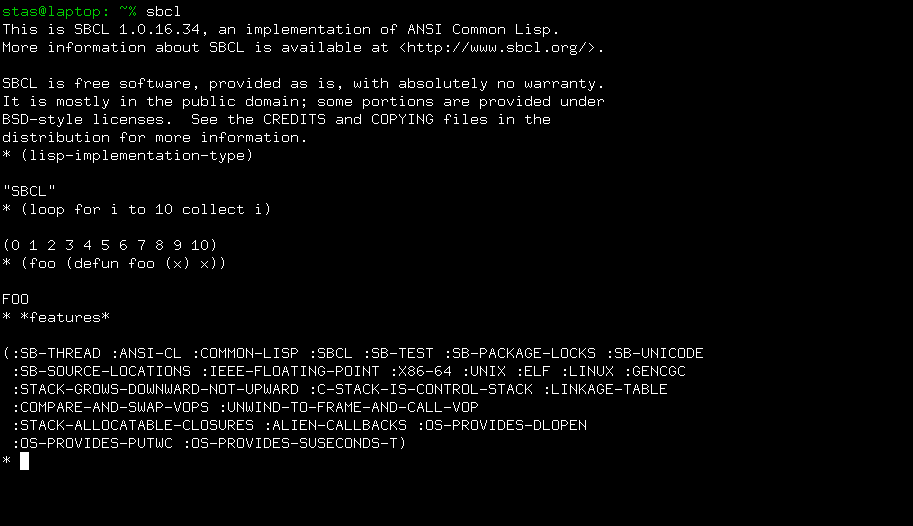 stas@laptop: ~% sbcl
This is SBCL 1.0.16.34, an implementation of ANSI Common Lisp.
More information about SBCL is available at <http://www.sbcl.org/>.
SBCL is free software, provided as is, with absolutely no warranty.
It is mostly in the public domain; some portions are provided under
BSD-style licenses.  See the CREDITS and COPYING files in the
distribution for more information.
* (lisp-implementation-type)
"SBCL"
* (loop for i to 10 collect i)
(0 1 2 3 4 5 6 7 8 9 10)
* (foo (defun foo (x) x))
FOO
* *features*
(:SB-THREAD :ANSI-CL :COMMON-LISP :SBCL :SB-TEST :SB-PACKAGE-LOCKS :SB-UNICODE
 :SB-SOURCE-LOCATIONS :IEEE-FLOATING-POINT :X86-64 :UNIX :ELF :LINUX :GENCGC
 :STACK-GROWS-DOWNWARD-NOT-UPWARD :C-STACK-IS-CONTROL-STACK :LINKAGE-TABLE
 :COMPARE-AND-SWAP-VOPS :UNWIND-TO-FRAME-AND-CALL-VOP
 :STACK-ALLOCATABLE-CLOSURES :ALIEN-CALLBACKS :OS-PROVIDES-DLOPEN
 :OS-PROVIDES-PUTWC :OS-PROVIDES-SUSECONDS-T)
*